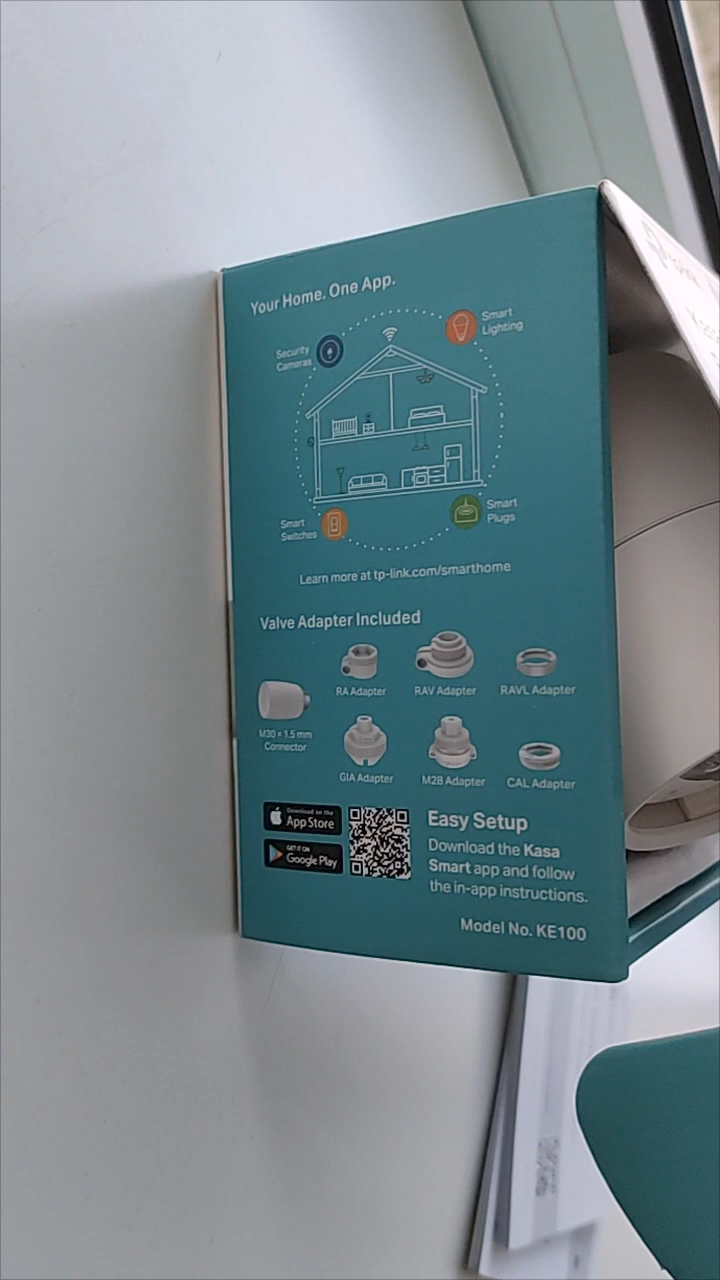 Your Home. One App.
Security
Cameras
Smart
Lighting
Smart
Switches
Smart
Plugs
Learn more at tp-link.com/smarthome
Valve Adapter Included
RA Adapter
RAV Adapter
RAVL Adapter
M30 × 1.5 mm
Connector
GIA Adapter
M28 Adapter
CAL Adapter
Download on the
App Store
GET IT ON
Google Play
Easy Setup
Download the Kasa
Smart app and follow
the in-app instructions.
Model No. KE100